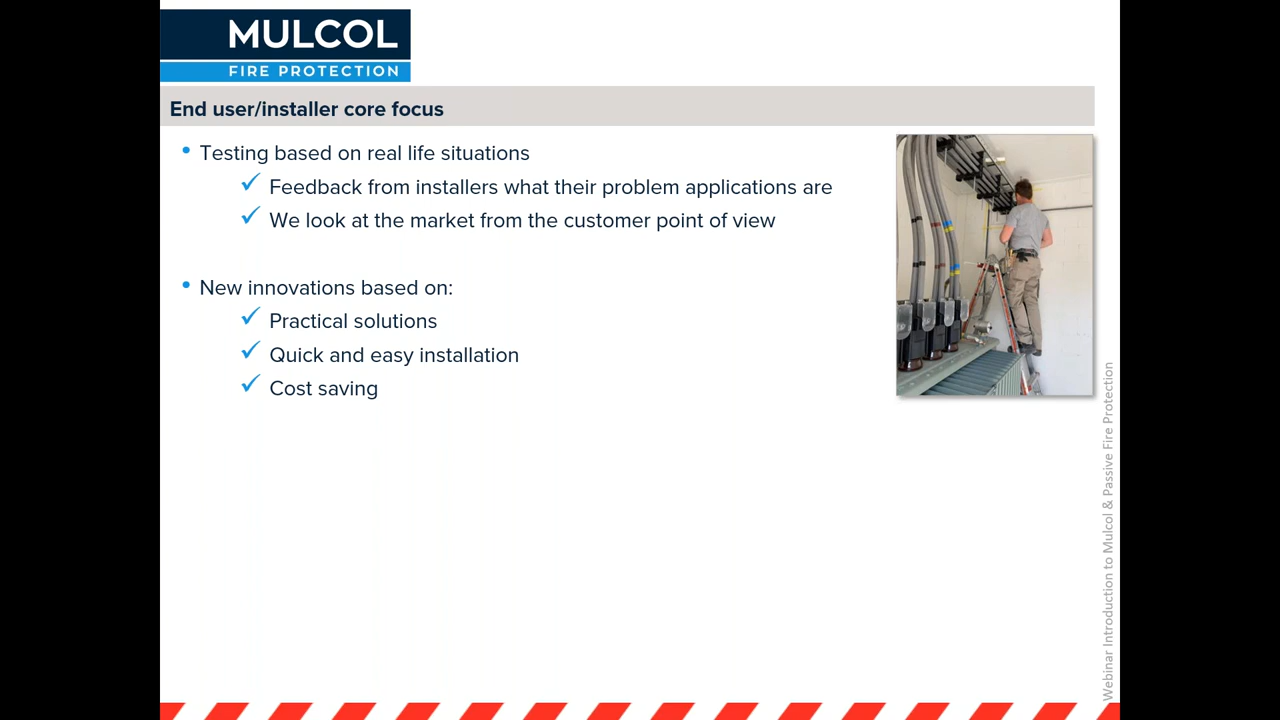 MULCOL
FIRE PROTECTION
End user/installer core focus
• Testing based on real life situations
✓ Feedback from installers what their problem applications are
✓ We look at the market from the customer point of view
• New innovations based on:
✓ Practical solutions
✓ Quick and easy installation
✓ Cost saving
Webinar Introduction to Mulcol & Passive Fire Protection